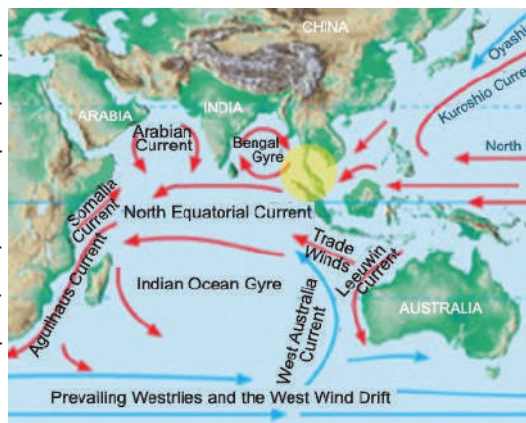 CHINA
Oyashio
Kuroshio Curre
ARABIA
INDIA
Arabian
Current
Bengal
Gyre
North
Somalia
Current
North Equatorial Current
Trade
Winds
Leeuwin
Current
Agulhaus Current
Indian Ocean Gyre
West Australia
Current
AUSTRALIA
Prevailing Westrlies and the West Wind Drift